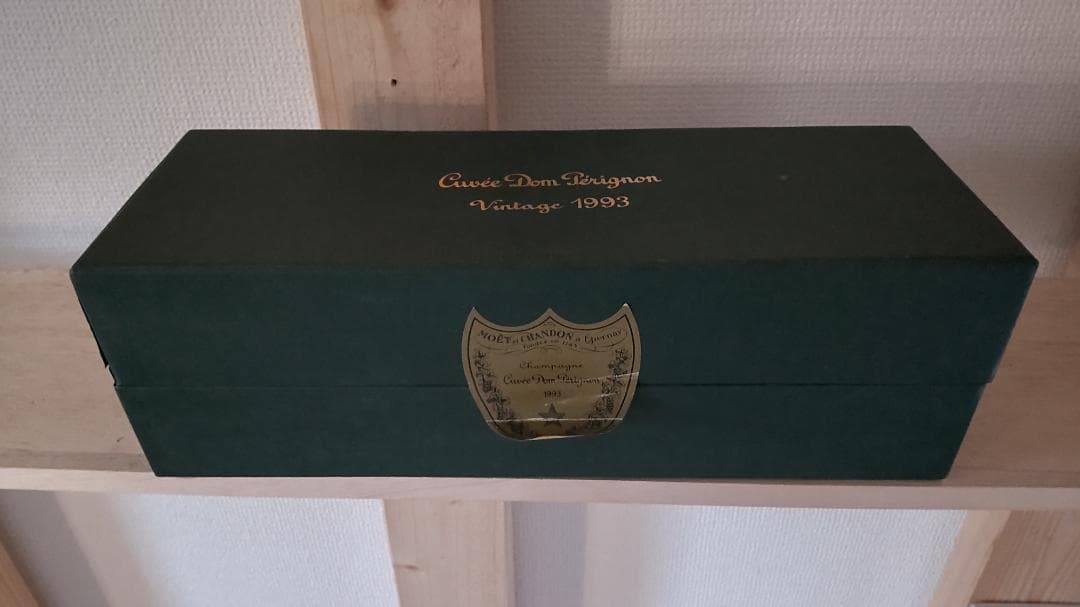 Cuvée Dom Pérignon
Vintage 1993
MOËT et CHANDON à Epernay
Champagne
Cuvée Dom Pérignon
1993